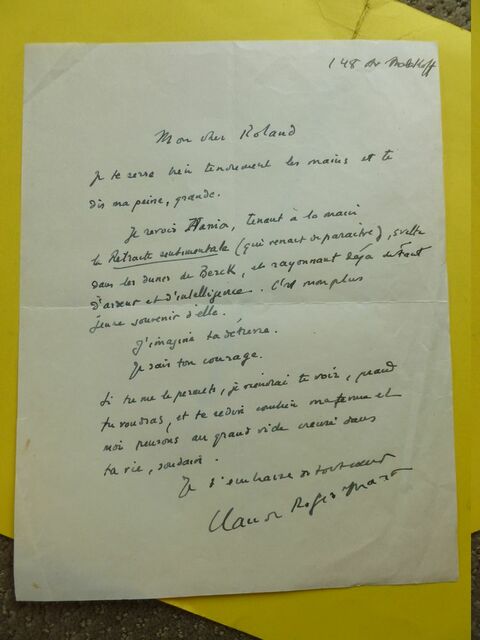 148 av Malakoff
Mon cher Roland
Je te serre bien tendrement les mains et te
dis ma peine, grande.
Je revois Hania, tenant à la main
la Retraite sentimentale (qui venait de paraître), svelte
dans les dunes de Berck, et rayonnant déjà de tant
d'ardeur et d'intelligence. C'est mon plus
jeune souvenir d'elle.
J'imagine ta détresse.
Je sais ton courage.
Si tu me le permets, je viendrai te voir, quand
tu voudras, et te redire combien ma femme et
moi pensons au grand vide creusé dans
ta vie, soudain.
Je t'embrasse de tout cœur
Claude Roger-Marx